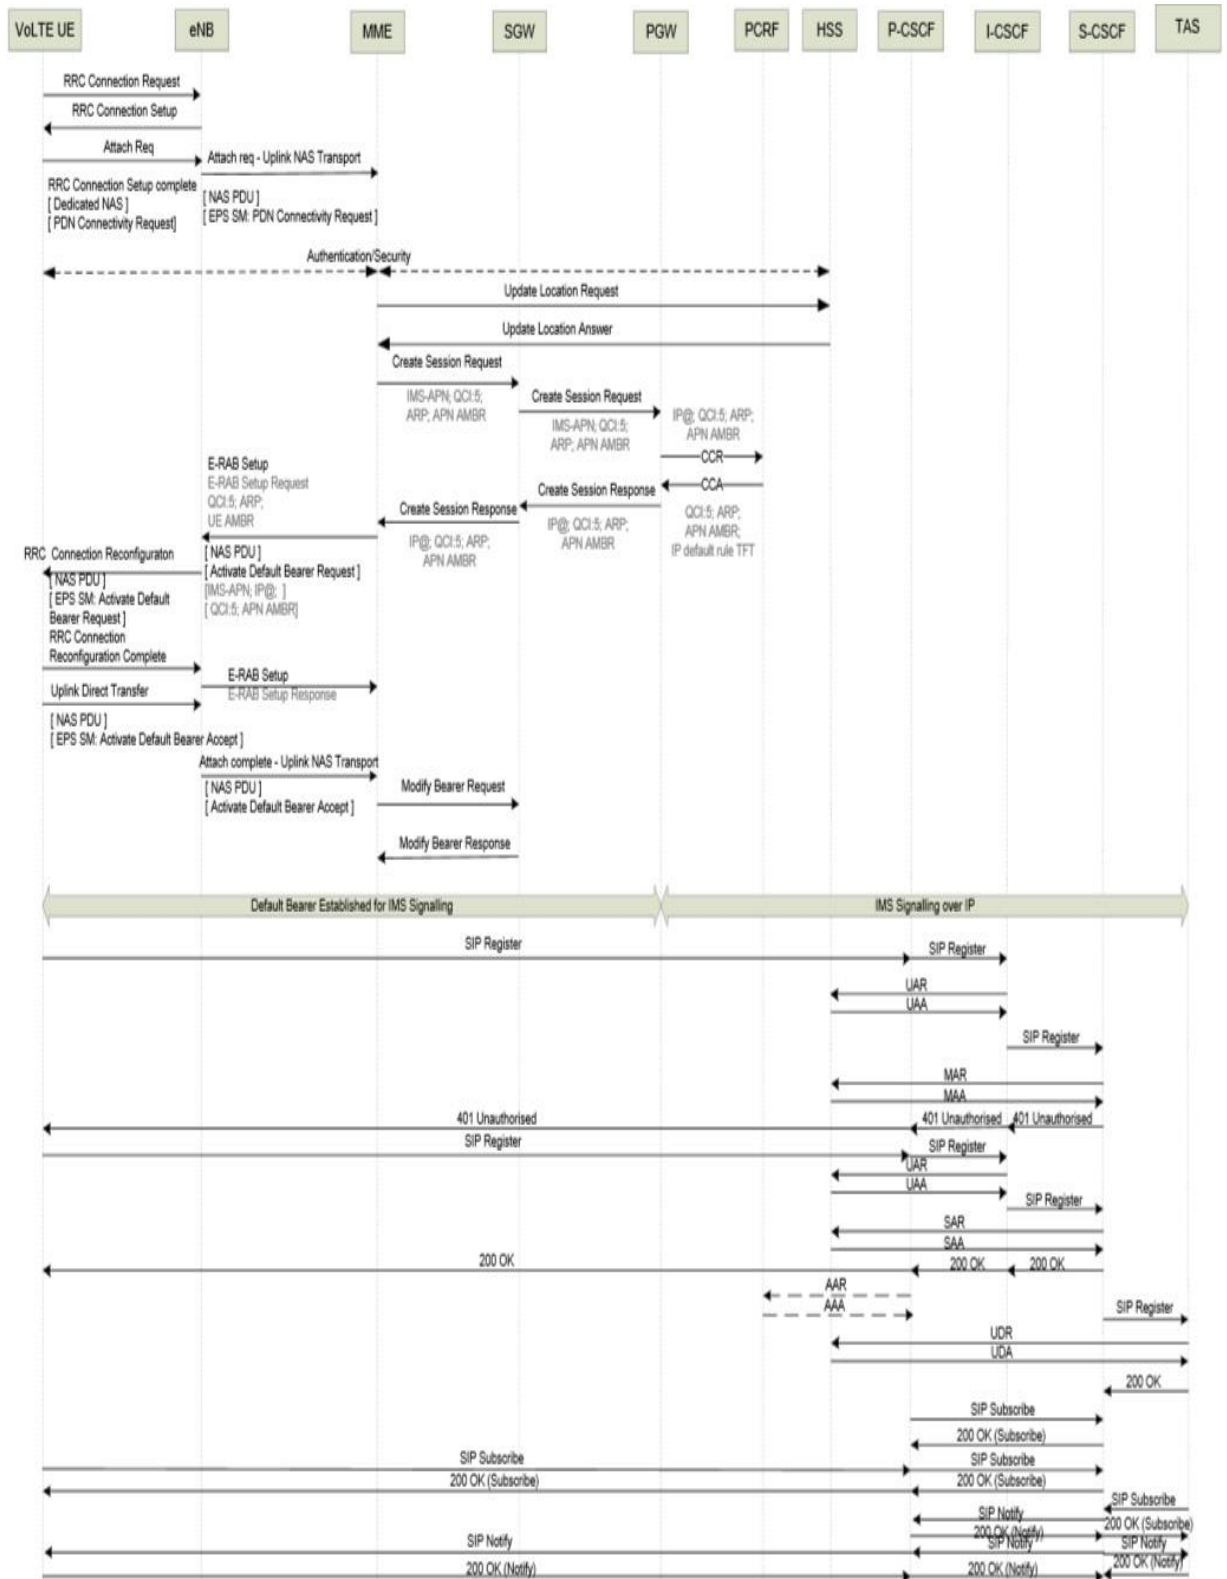 VoLTE UE
eNB
MME
SGW
PGW
PCRF
HSS
P-CSCF
I-CSCF
S-CSCF
TAS
RRC Connection Request
RRC Connection Setup
Attach Req
Attach req - Uplink NAS Transport
RRC Connection Setup complete
[ Dedicated NAS ]
[ PDN Connectivity Request]
[ NAS PDU ]
[ EPS SM: PDN Connectivity Request ]
Authentication/Security
Update Location Request
Update Location Answer
Create Session Request
IMS-APN; QCI:5;
ARP; APN AMBR
Create Session Request
IMS-APN; QCI:5;
ARP; APN AMBR
IP@; QCI:5; ARP;
APN AMBR
CCR
CCA
QCI:5; ARP;
APN AMBR;
IP default rule TFT
Create Session Response
IP@; QCI:5; ARP;
APN AMBR
Create Session Response
IP@; QCI:5; ARP;
APN AMBR
E-RAB Setup
E-RAB Setup Request
QCI:5; ARP;
UE AMBR
[ NAS PDU ]
[ Activate Default Bearer Request ]
[IMS-APN; IP@; ]
[ QCI:5; APN AMBR]
RRC Connection Reconfiguraton
[ NAS PDU ]
[ EPS SM: Activate Default
Bearer Request ]
RRC Connection
Reconfiguration Complete
E-RAB Setup
E-RAB Setup Response
Uplink Direct Transfer
[ NAS PDU ]
[ EPS SM: Activate Default Bearer Accept ]
Attach complete - Uplink NAS Transport
[ NAS PDU ]
[ Activate Default Bearer Accept ]
Modify Bearer Request
Modify Bearer Response
Default Bearer Established for IMS Signalling
IMS Signalling over IP
SIP Register
SIP Register
UAR
UAA
SIP Register
MAR
MAA
401 Unauthorised
401 Unauthorised
401 Unauthorised
SIP Register
SIP Register
UAR
UAA
SIP Register
SAR
SAA
200 OK
200 OK
200 OK
AAR
AAA
SIP Register
UDR
UDA
200 OK
SIP Subscribe
200 OK (Subscribe)
SIP Subscribe
SIP Subscribe
200 OK (Subscribe)
200 OK (Subscribe)
SIP Subscribe
SIP Notify
200 OK (Subscribe)
200 OK (Notify)
SIP Notify
SIP Notify
SIP Notify
200 OK (Notify)
200 OK (Notify)
200 OK (Notify)